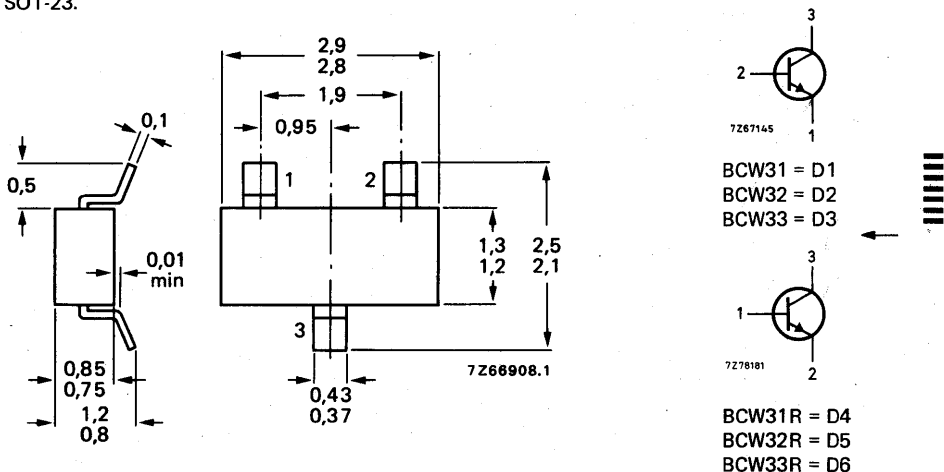 SOT-23.
2,9
2,8
1,9
0,95
0,1
0,5
1
2
0,01
min
1,3
1,2
2,5
2,1
3
7Z66908.1
0,85
0,75
1,2
0,8
0,43
0,37
3
2
1
7Z67145
BCW31 = D1
BCW32 = D2
BCW33 = D3
3
1
2
7Z78181
BCW31R = D4
BCW32R = D5
BCW33R = D6